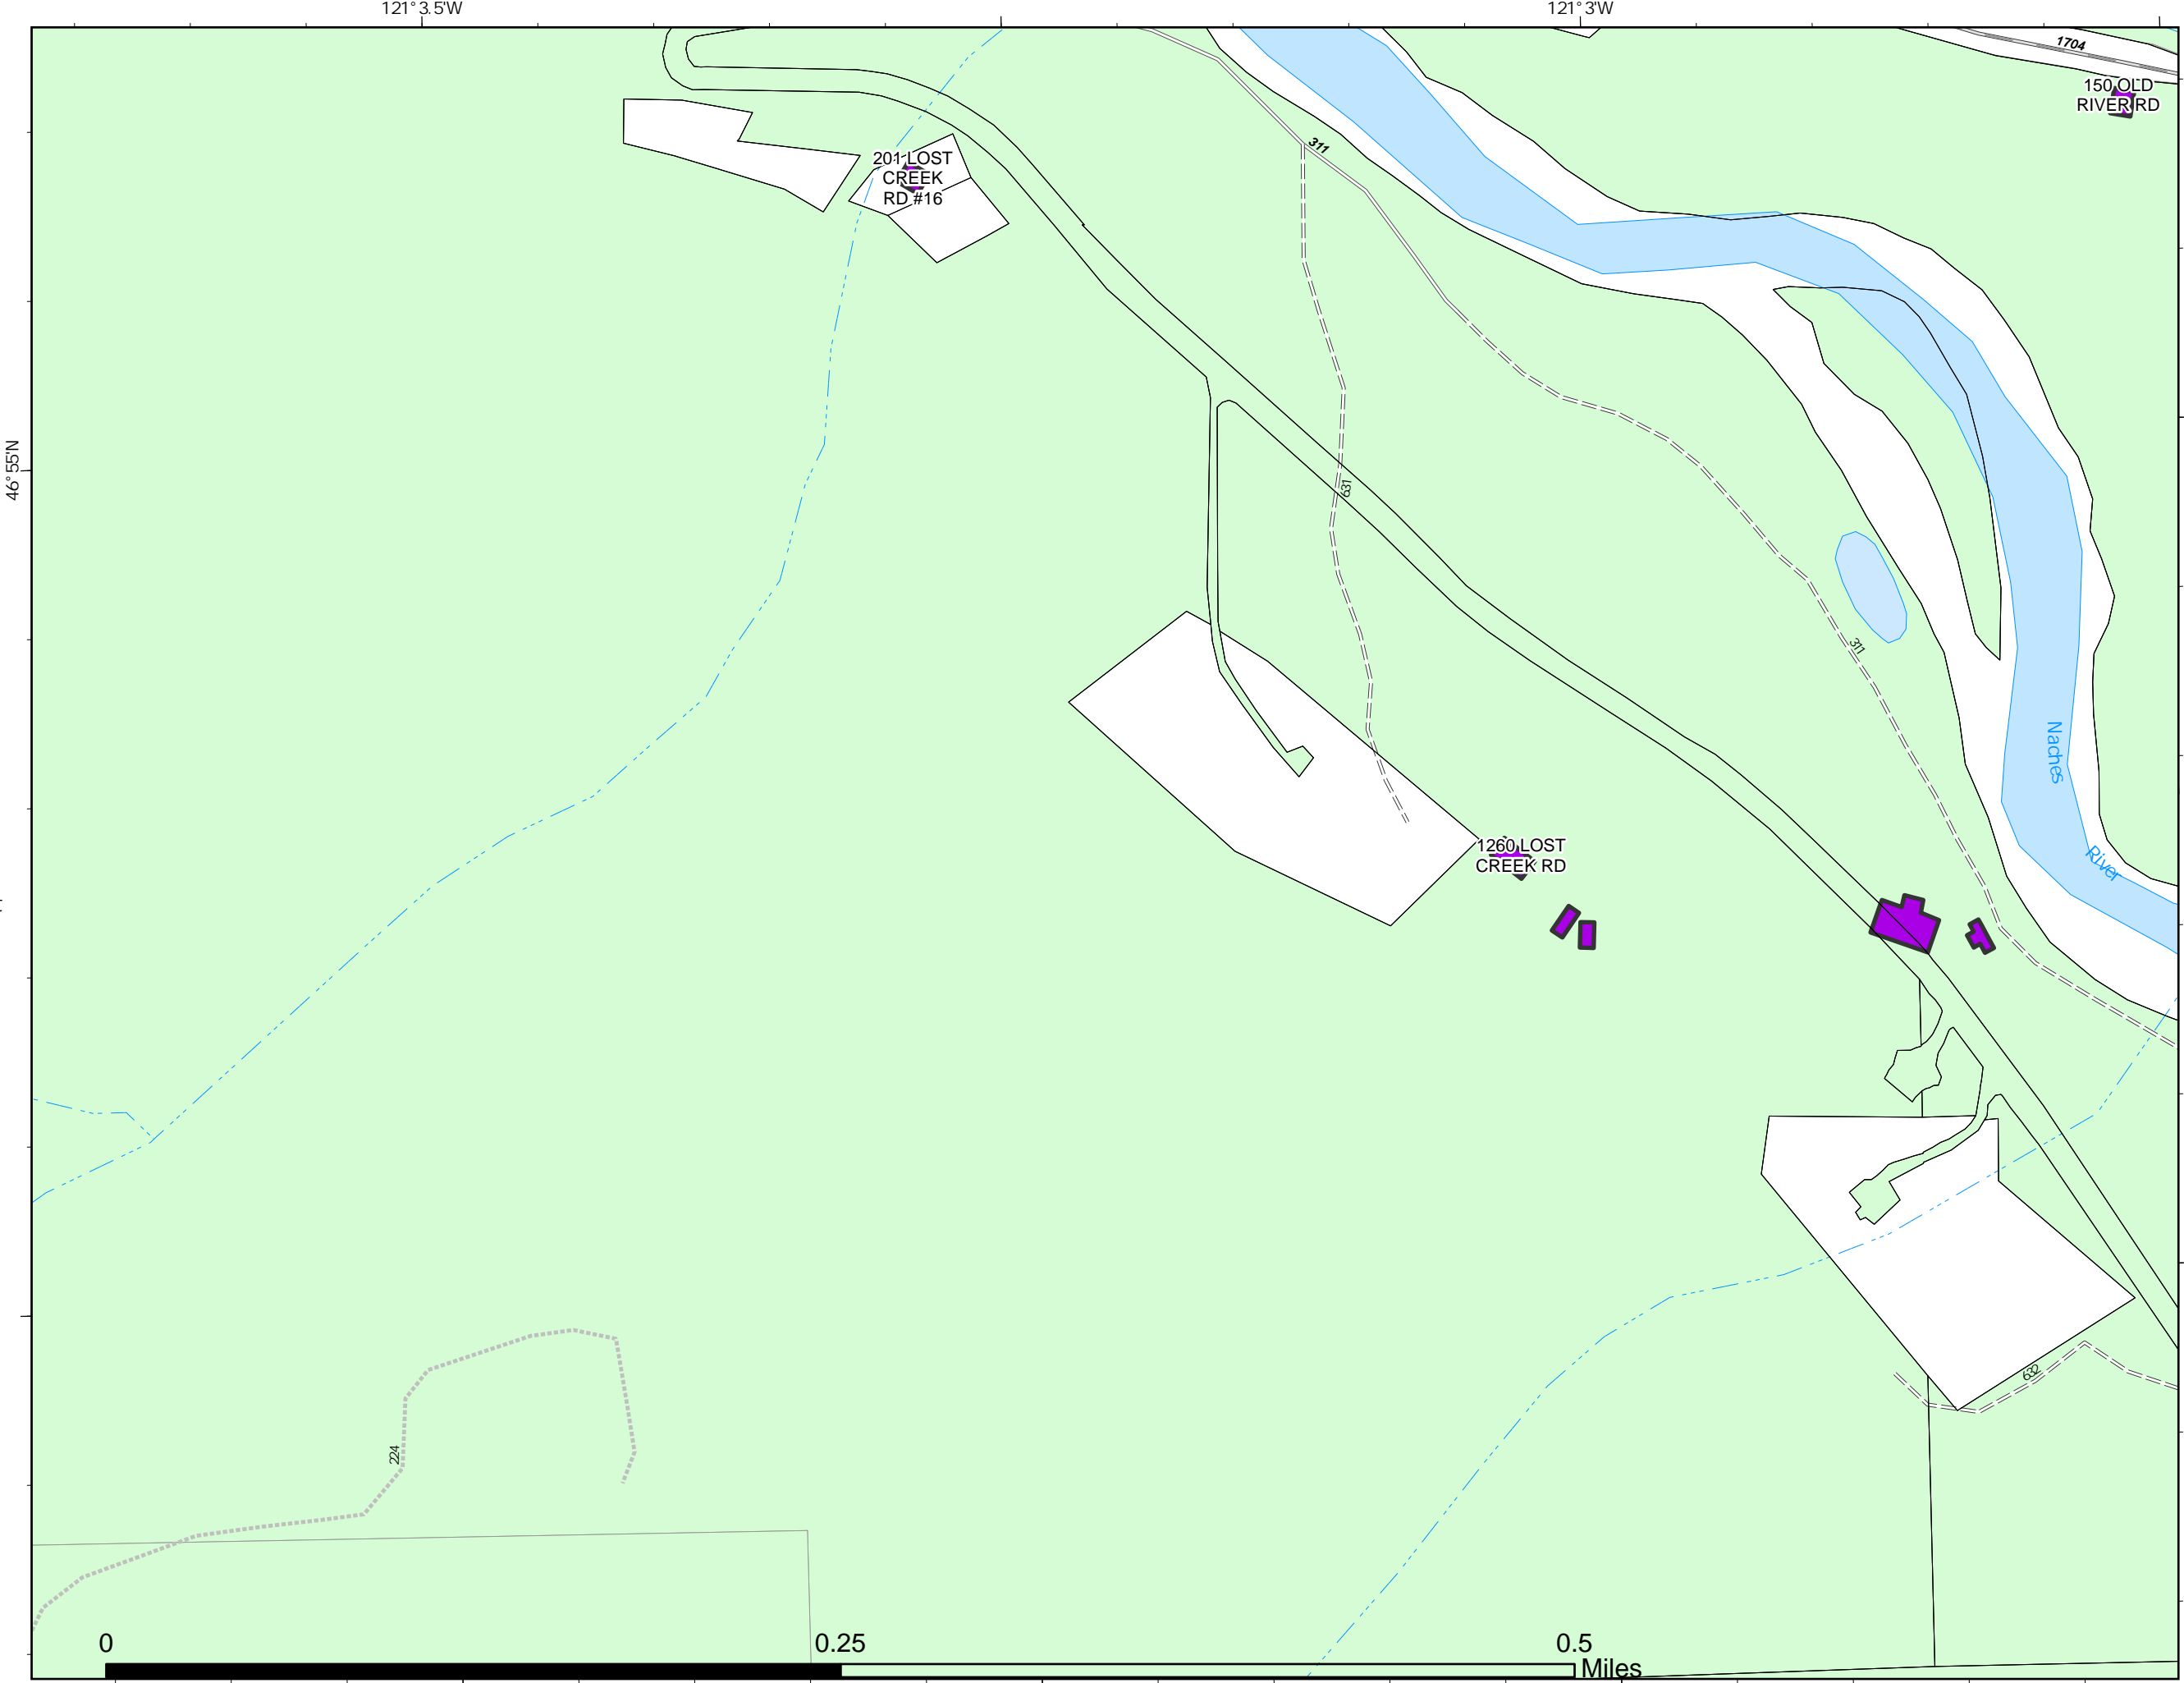 121°3.5'W
121°3'W
1704
150 OLD
RIVER RD
311
201 LOST
CREEK
RD #16
46°55'N
631
311
Naches
River
1260 LOST
CREEK RD
632
224
0
0.25
0.5
Miles